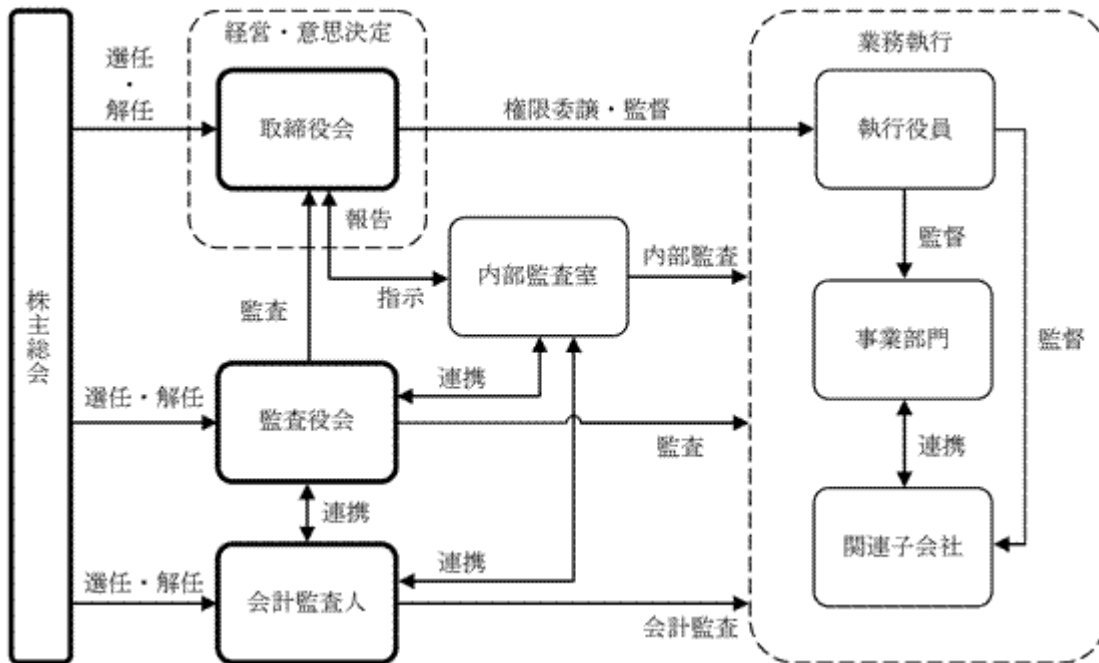 株主総会
選任
・
解任
経営・意思決定
取締役会
権限委譲・監督
業務執行
執行役員
報告
指示
内部監査室
内部監査
監督
監督
監査
事業部門
選任・解任
監査役会
連携
監査
連携
連携
関連子会社
選任・解任
会計監査人
連携
会計監査